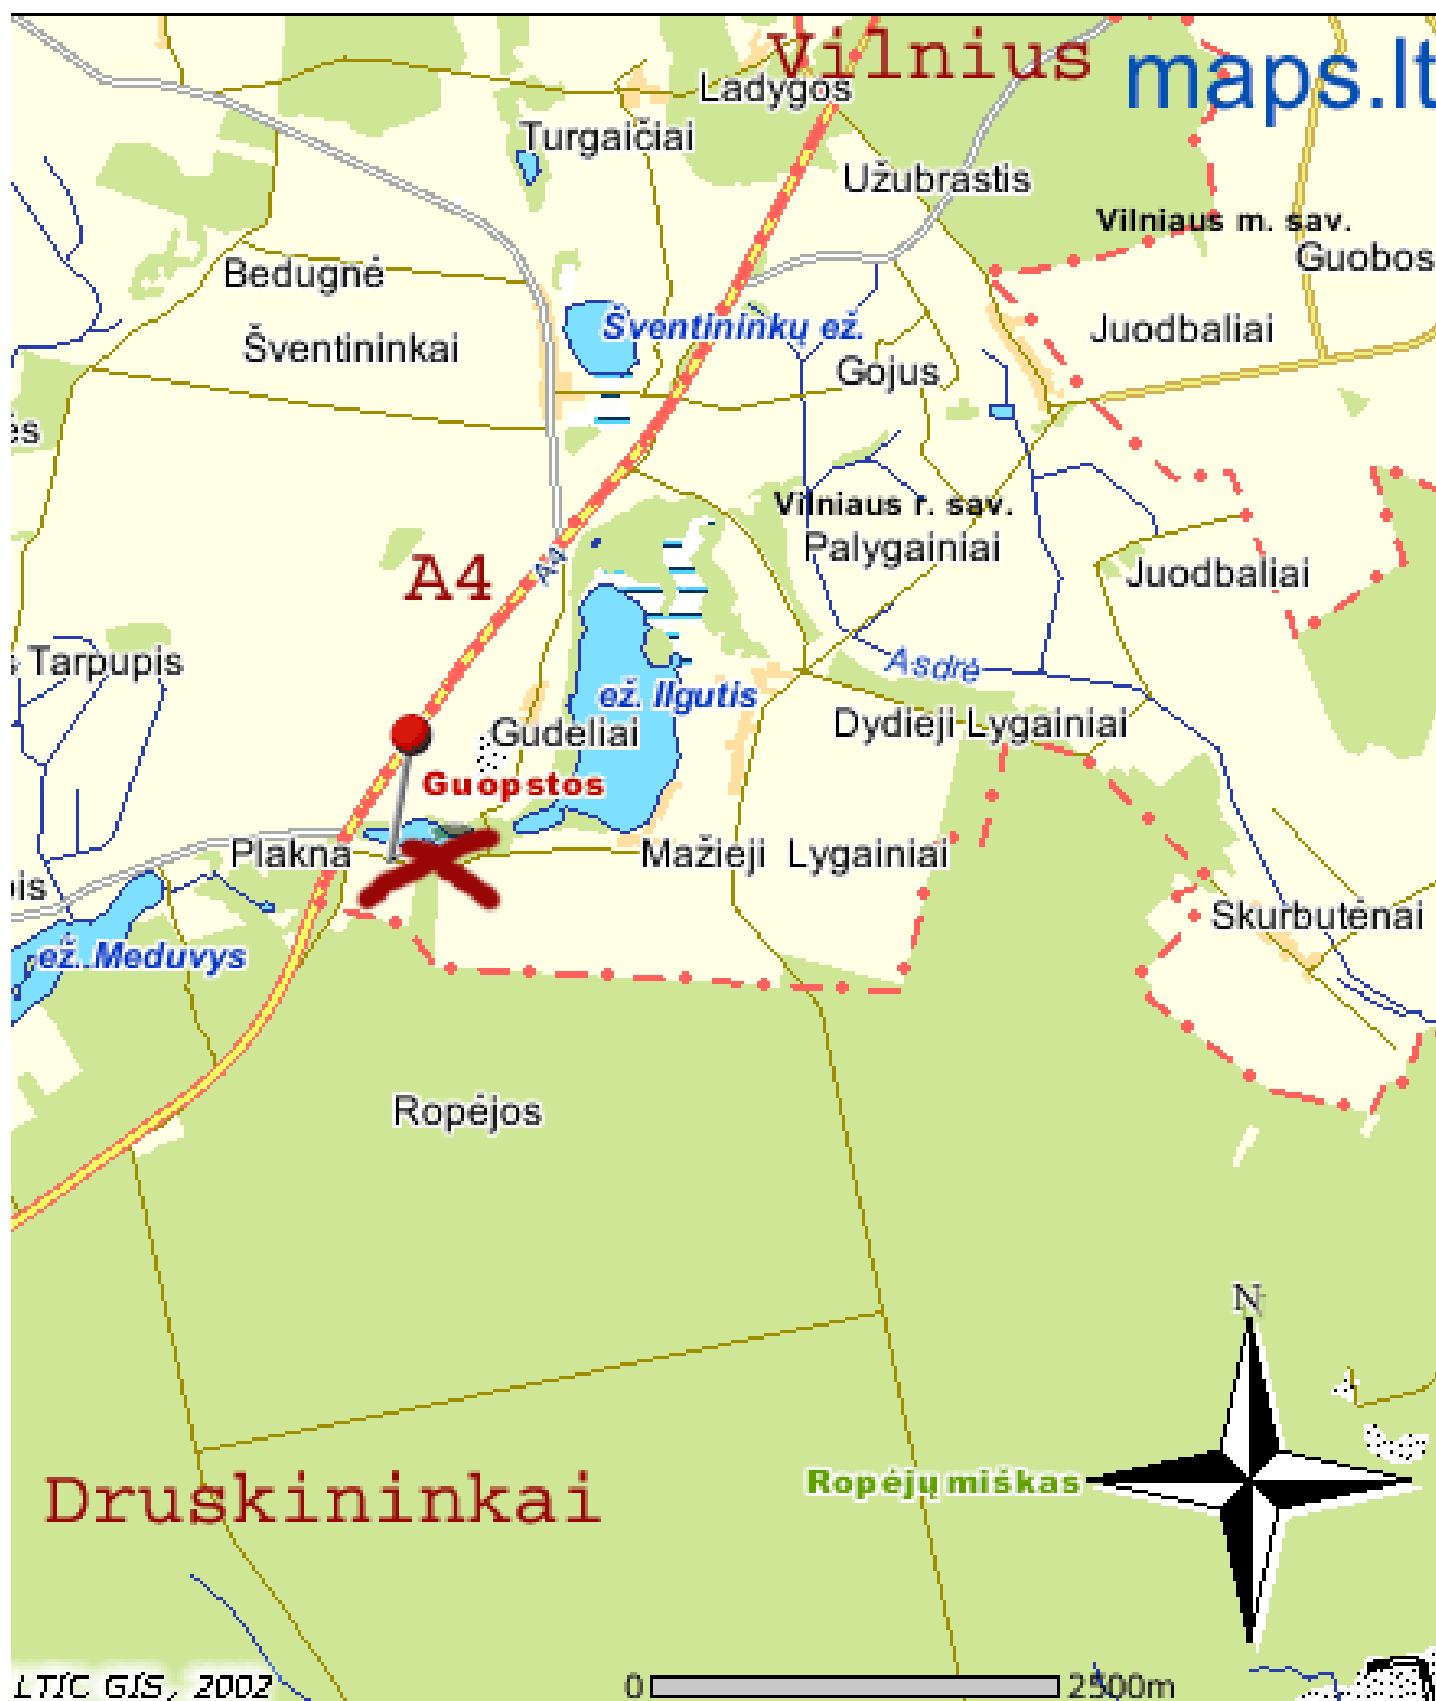 Vilnius
maps.lt
Ladygos
Turgaičiai
Užubrastis
Vilniaus m. sav.
Guobos
Bedugnė
Šventininkų ež.
Juodbaliai
Šventininkai
Gojus
ės
Vilniaus r. sav.
Palygainiai
A4
A4
Juodbaliai
Tarpupis
Asdrė
ež. Ilgutis
Gudeliai
Dydieji Lygainiai
Guopstos
Plakna
Mažieji Lygainiai
is
Skurbutėnai
ež. Meduvys
Ropėjos
N
Ropėjų miškas
Druskininkai
LTIC GIS, 2002
0
2500m